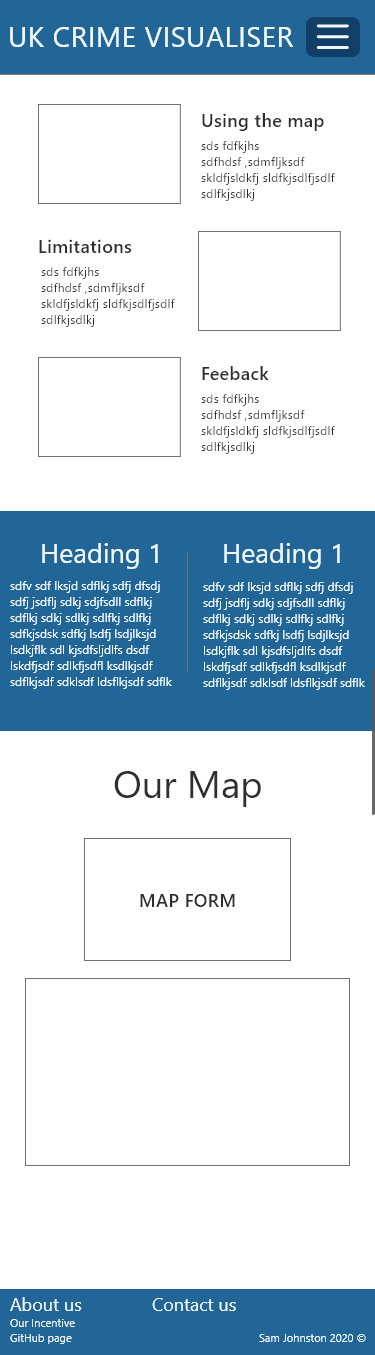 UK CRIME VISUALISER
Using the map
sds fdfkjhs
sdfhdsf ,sdmfljksdf
skldfjsldkfj sldfkjsdlfjsdlf
sdlfkjsdlkj
Limitations
sds fdfkjhs
sdfhdsf ,sdmfljksdf
skldfjsldkfj sldfkjsdlfjsdlf
sdlfkjsdlkj
Feeback
sds fdfkjhs
sdfhdsf ,sdmfljksdf
skldfjsldkfj sldfkjsdlfjsdlf
sdlfkjsdlkj
Heading 1
sdfv sdf lksjd sdflkj sdfj dfsdj
sdfj jsdflj sdkj sdjfsdll sdflkj
sdflkj sdkj sdlkj sdlfkj sdlfkj
sdfkjsdsk sdfkj lsdfj lsdjlksjd
lsdkjflk sdl kjsdfsljdlfs dsdf
lskdfjsdf sdlkfjsdfl ksdlkjsdf
sdflkjsdf sdklsdf ldsflkjsdf sdflk
Heading 1
sdfv sdf lksjd sdflkj sdfj dfsdj
sdfj jsdflj sdkj sdjfsdll sdflkj
sdflkj sdkj sdlkj sdlfkj sdlfkj
sdfkjsdsk sdfkj lsdfj lsdjlksjd
lsdkjflk sdl kjsdfsljdlfs dsdf
lskdfjsdf sdlkfjsdfl ksdlkjsdf
sdflkjsdf sdklsdf ldsflkjsdf sdflk
Our Map
MAP FORM
About us
Our Incentive
GitHub page
Contact us
Sam Johnston 2020 ©